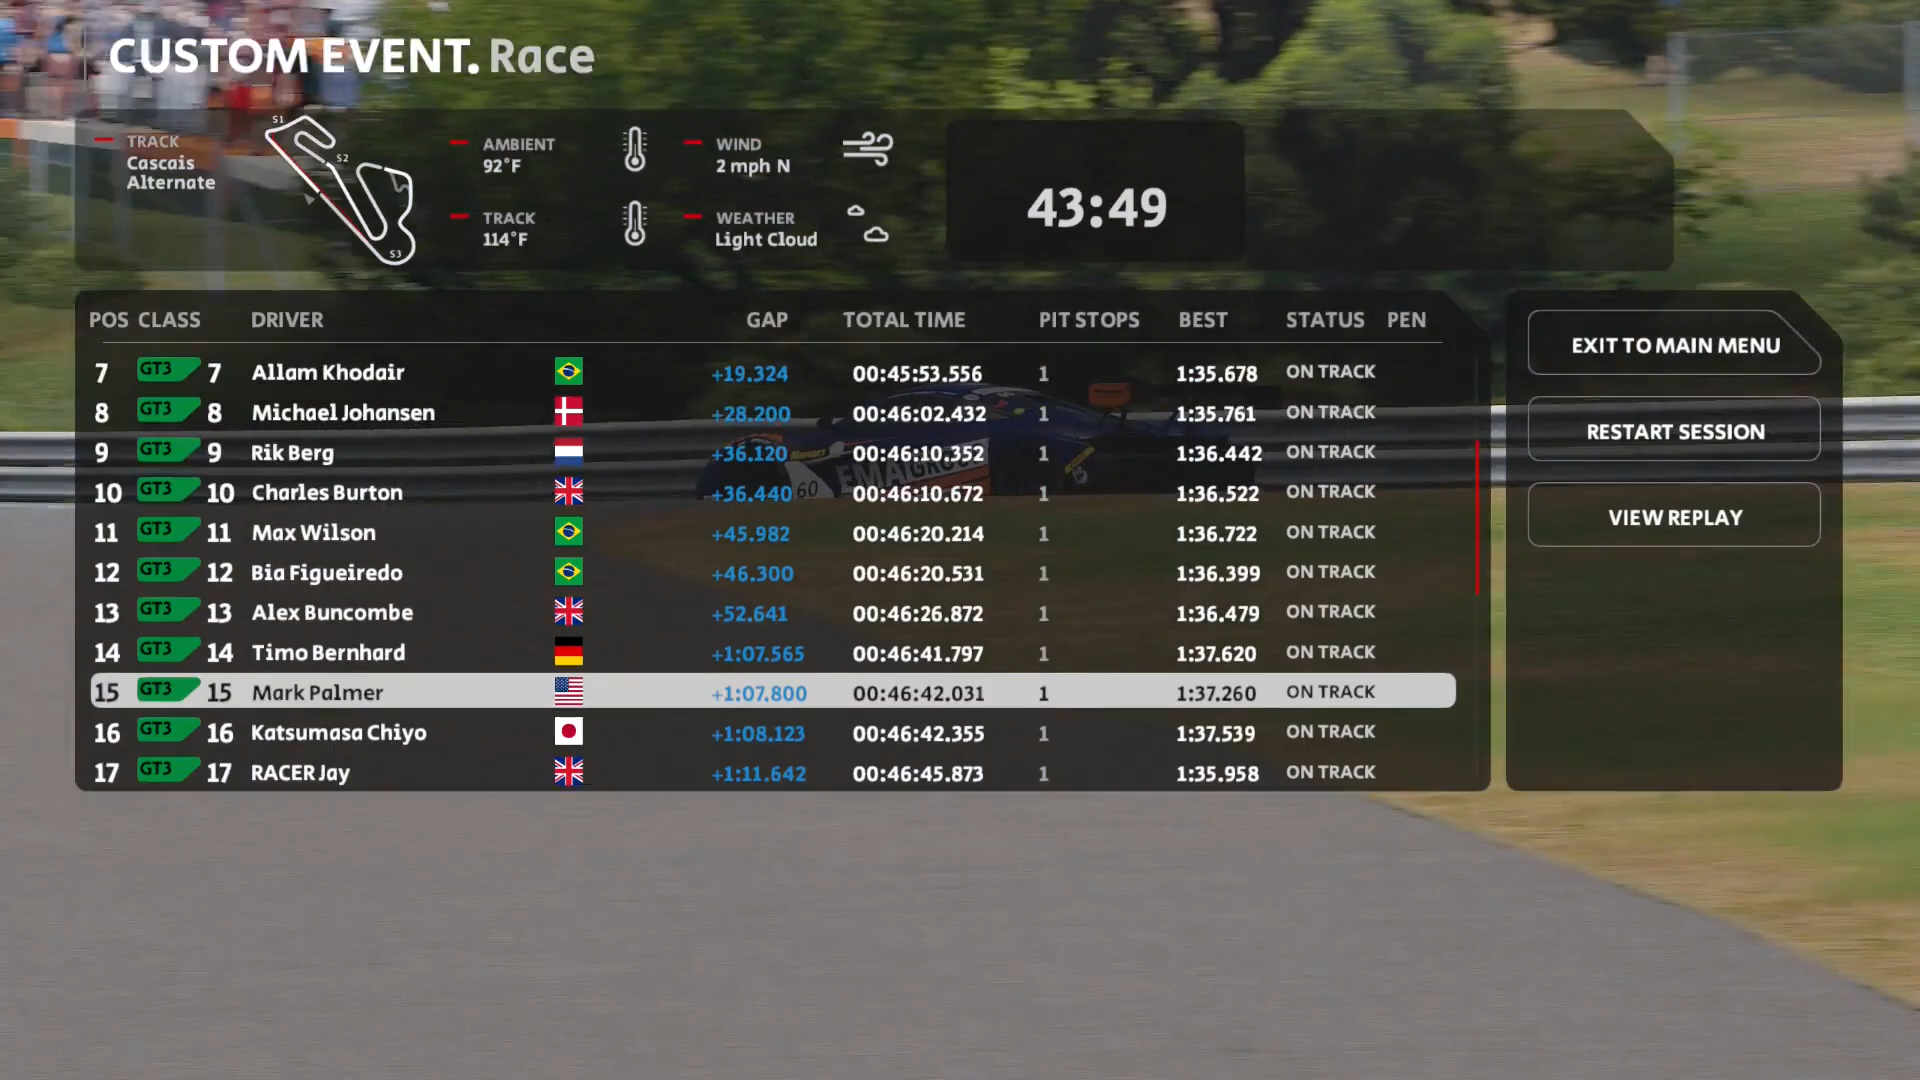 CUSTOM EVENT. Race
S1
S2
S3
TRACK
Cascais
Alternate
AMBIENT
92°F
WIND
2 mph N
TRACK
114°F
WEATHER
Light Cloud
43:49
POS CLASS DRIVER GAP TOTAL TIME PIT STOPS BEST STATUS PEN
7 GT3 7 Allam Khodair +19.324 00:45:53.556 1 1:35.678 ON TRACK
8 GT3 8 Michael Johansen +28.200 00:46:02.432 1 1:35.761 ON TRACK
9 GT3 9 Rik Berg +36.120 00:46:10.352 1 1:36.442 ON TRACK
10 GT3 10 Charles Burton +36.440 00:46:10.672 1 1:36.522 ON TRACK
11 GT3 11 Max Wilson +45.982 00:46:20.214 1 1:36.722 ON TRACK
12 GT3 12 Bia Figueiredo +46.300 00:46:20.531 1 1:36.399 ON TRACK
13 GT3 13 Alex Buncombe +52.641 00:46:26.872 1 1:36.479 ON TRACK
14 GT3 14 Timo Bernhard +1:07.565 00:46:41.797 1 1:37.620 ON TRACK
15 GT3 15 Mark Palmer +1:07.800 00:46:42.031 1 1:37.260 ON TRACK
16 GT3 16 Katsumasa Chiyo +1:08.123 00:46:42.355 1 1:37.539 ON TRACK
17 GT3 17 RACER Jay +1:11.642 00:46:45.873 1 1:35.958 ON TRACK
EXIT TO MAIN MENU
RESTART SESSION
VIEW REPLAY
60 EMAIGROUP